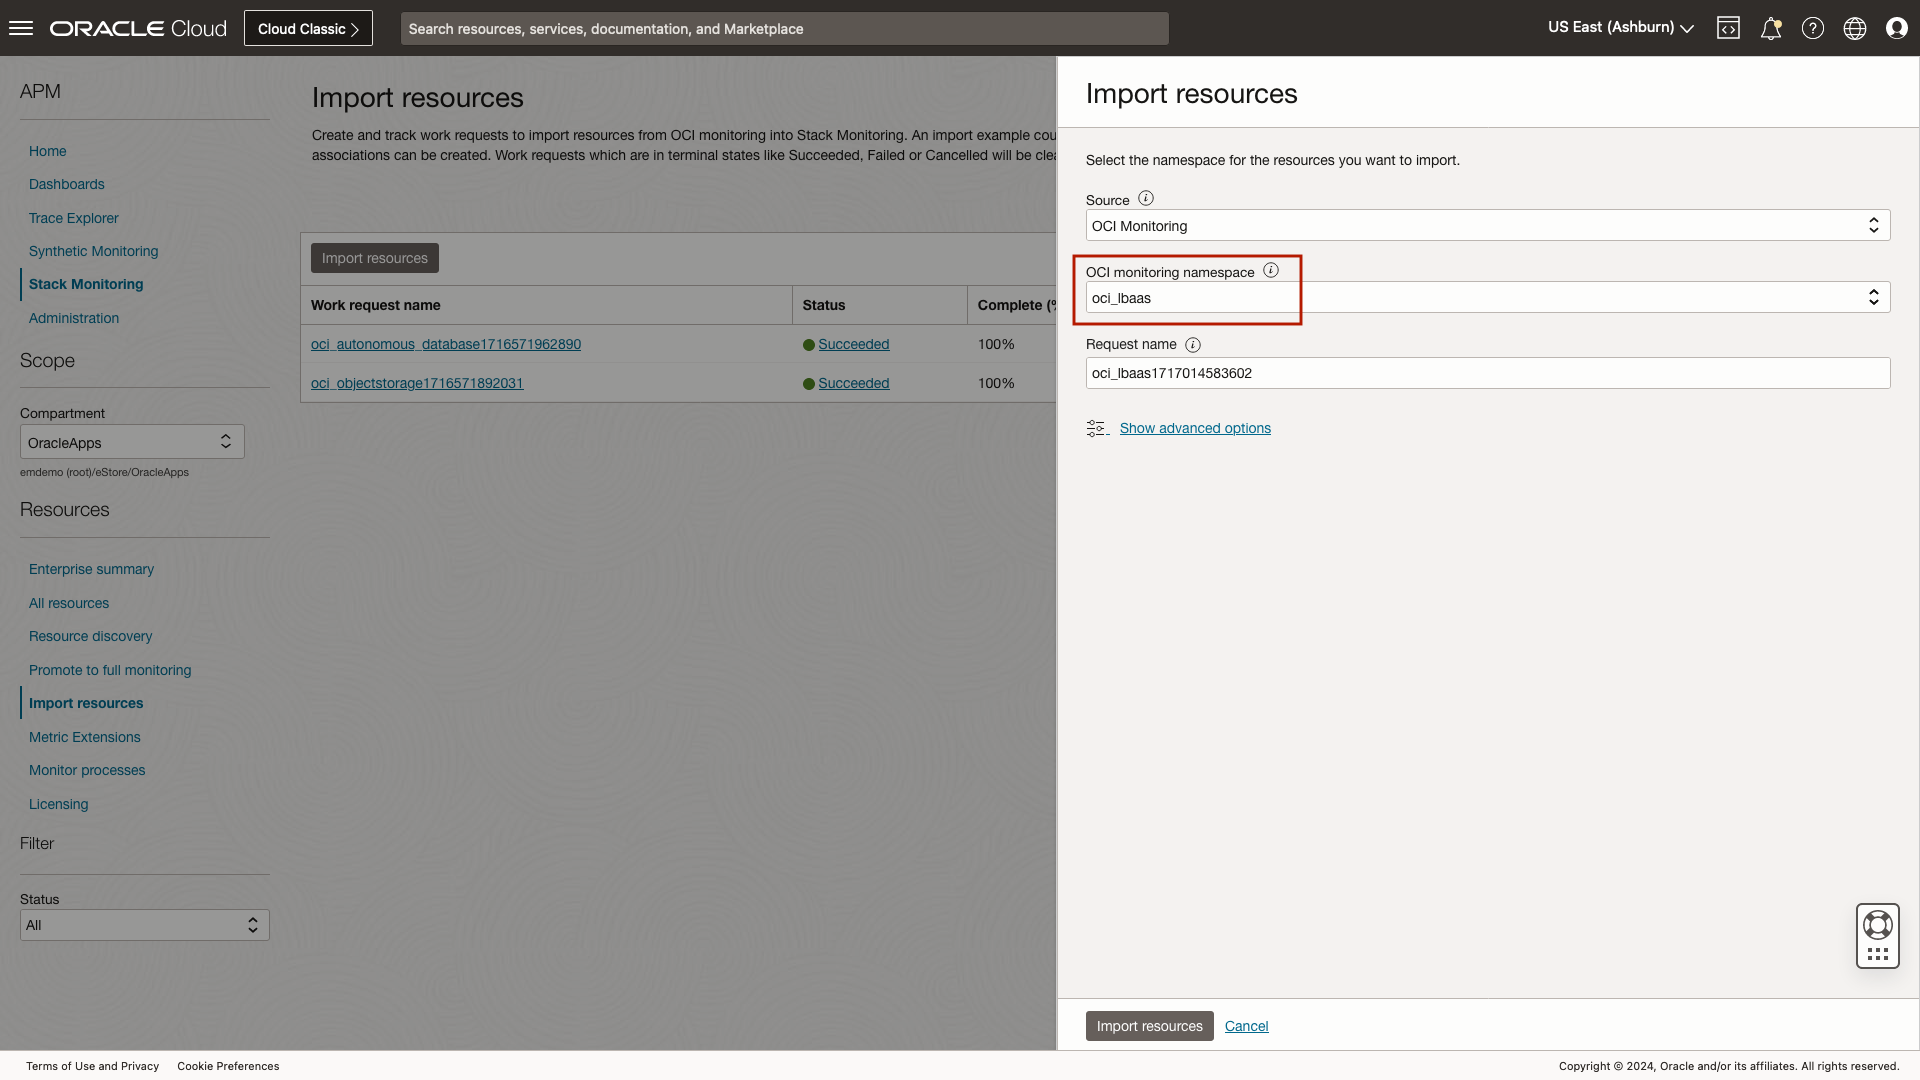 ORACLE Cloud
Cloud Classic
Search resources, services, documentation, and Marketplace
US East (Ashburn)
APM
Home
Dashboards
Trace Explorer
Synthetic Monitoring
Stack Monitoring
Administration
Scope
Compartment
OracleApps
emdemo (root)/eStore/OracleApps
Resources
Enterprise summary
All resources
Resource discovery
Promote to full monitoring
Import resources
Metric Extensions
Monitor processes
Licensing
Filter
Status
All
Import resources
Create and track work requests to import resources from OCI monitoring into Stack Monitoring. An import example cou
associations can be created. Work requests which are in terminal states like Succeeded, Failed or Cancelled will be clea
Import resources
Work request name Status Complete (%
oci_autonomous_database1716571962890 Succeeded 100%
oci_objectstorage1716571892031 Succeeded 100%
Import resources
Select the namespace for the resources you want to import.
Source
OCI Monitoring
OCI monitoring namespace
oci_lbaas
Request name
oci_lbaas1717014583602
Show advanced options
Import resources Cancel
Terms of Use and Privacy Cookie Preferences
Copyright © 2024, Oracle and/or its affiliates. All rights reserved.